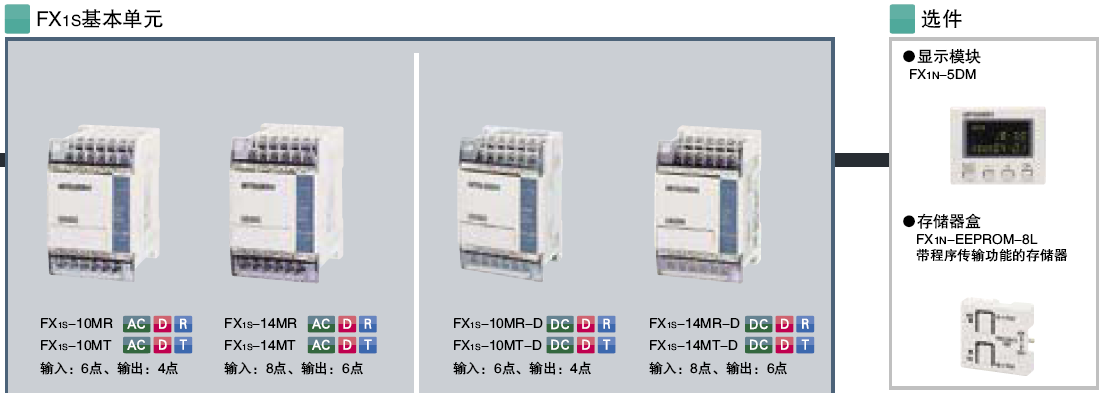 FX1S基本单元
FX1S-10MR AC D R
FX1S-10MT AC D T
输入：6点、输出：4点
FX1S-14MR AC D R
FX1S-14MT AC D T
输入：8点、输出：6点
FX1S-10MR-D DC D R
FX1S-10MT-D DC D T
输入：6点、输出：4点
FX1S-14MR-D DC D R
FX1S-14MT-D DC D T
输入：8点、输出：6点
选件
●显示模块
FX1N-5DM
●存储器盒
FX1N-EEPROM-8L
带程序传输功能的存储器